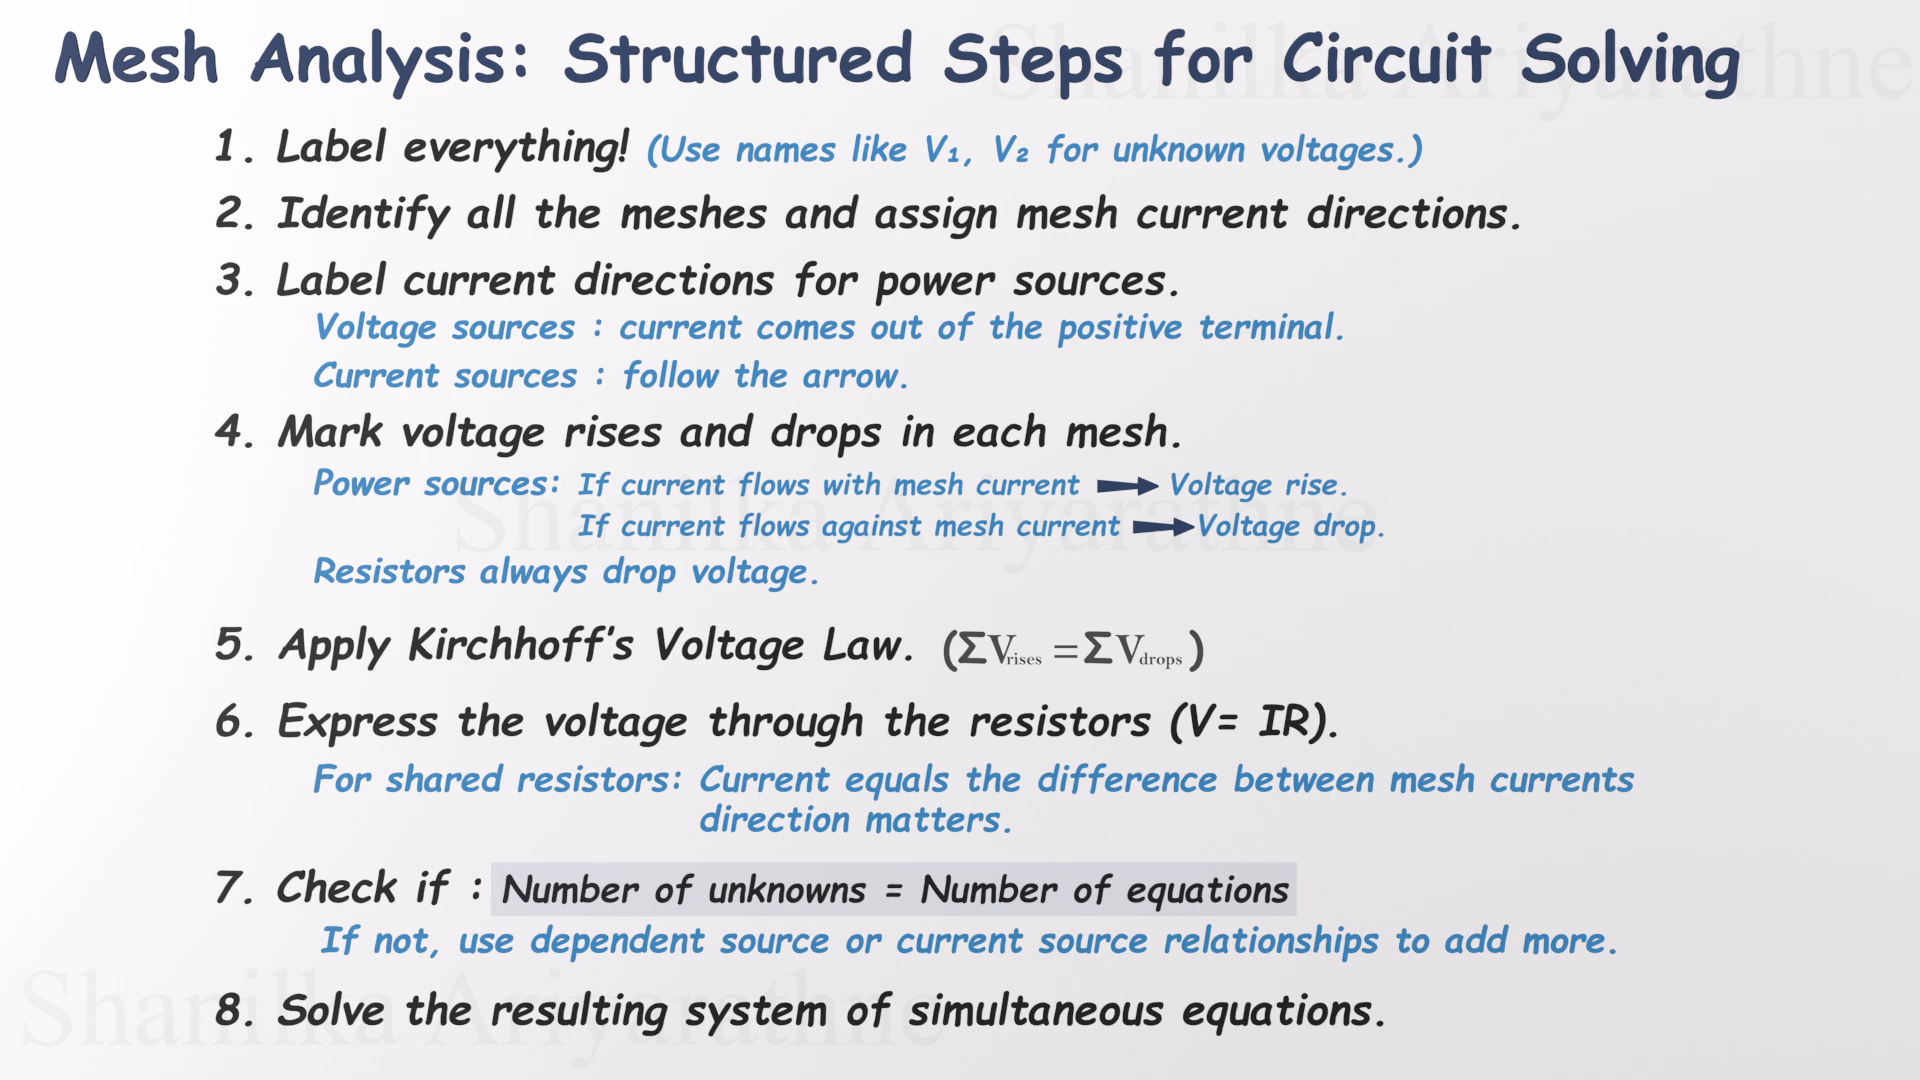 Mesh Analysis: Structured Steps for Circuit Solving
1. Label everything! (Use names like V₁, V₂ for unknown voltages.)
2. Identify all the meshes and assign mesh current directions.
3. Label current directions for power sources.
Voltage sources : current comes out of the positive terminal.
Current sources : follow the arrow.
4. Mark voltage rises and drops in each mesh.
Power sources: If current flows with mesh current ➞ Voltage rise.
If current flows against mesh current ➞ Voltage drop.
Resistors always drop voltage.
5. Apply Kirchhoff's Voltage Law. (ΣVrises = ΣVdrops)
6. Express the voltage through the resistors (V= IR).
For shared resistors: Current equals the difference between mesh currents
direction matters.
7. Check if : Number of unknowns = Number of equations
If not, use dependent source or current source relationships to add more.
8. Solve the resulting system of simultaneous equations.
Shanilka Ariyarathne
Shanilka Ariyarathne
Shanilka Ariyarathne